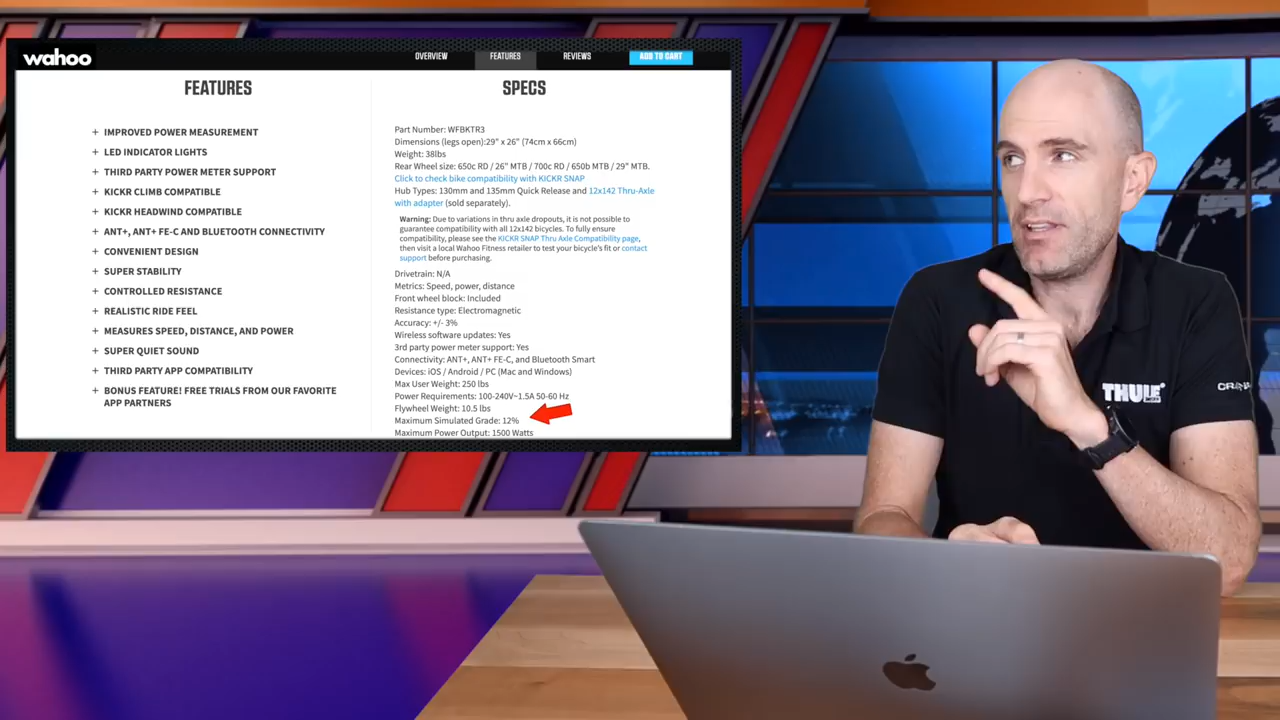 wahoo
OVERVIEW
FEATURES
REVIEWS
ADD TO CART
FEATURES
+ IMPROVED POWER MEASUREMENT
+ LED INDICATOR LIGHTS
+ THIRD PARTY POWER METER SUPPORT
+ KICKR CLIMB COMPATIBLE
+ KICKR HEADWIND COMPATIBLE
+ ANT+, ANT+ FE-C AND BLUETOOTH CONNECTIVITY
+ CONVENIENT DESIGN
+ SUPER STABILITY
+ CONTROLLED RESISTANCE
+ REALISTIC RIDE FEEL
+ MEASURES SPEED, DISTANCE, AND POWER
+ SUPER QUIET SOUND
+ THIRD PARTY APP COMPATIBILITY
+ BONUS FEATURE! FREE TRIALS FROM OUR FAVORITE
APP PARTNERS
SPECS
Part Number: WFBKTR3
Dimensions (legs open):29" x 26" (74cm x 66cm)
Weight: 38lbs
Rear Wheel size: 650c RD / 26" MTB / 700c RD / 650b MTB / 29" MTB.
Click to check bike compatibility with KICKR SNAP
Hub Types: 130mm and 135mm Quick Release and 12x142 Thru-Axle
with adapter (sold separately).
Warning: Due to variations in thru axle dropouts, it is not possible to
guarantee compatibility with all 12x142 bicycles. To fully ensure
compatibility, please see the KICKR SNAP Thru Axle Compatibility page,
then visit a local Wahoo Fitness retailer to test your bicycle's fit or contact
support before purchasing.
Drivetrain: N/A
Metrics: Speed, power, distance
Front wheel block: Included
Resistance type: Electromagnetic
Accuracy: +/- 3%
Wireless software updates: Yes
3rd party power meter support: Yes
Connectivity: ANT+, ANT+ FE-C, and Bluetooth Smart
Devices: iOS / Android / PC (Mac and Windows)
Max User Weight: 250 lbs
Power Requirements: 100-240V~1.5A 50-60 Hz
Flywheel Weight: 10.5 lbs
Maximum Simulated Grade: 12%
Maximum Power Output: 1500 Watts
THULE